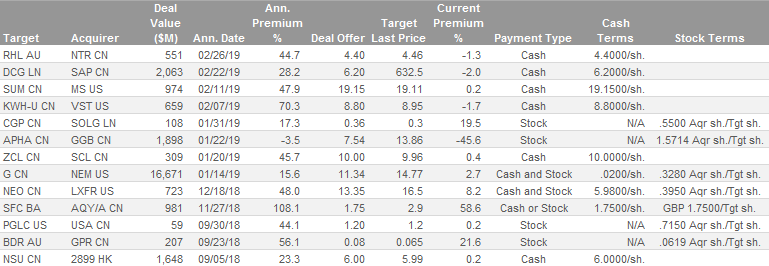 Deal Ann. Current
Value Premium Target Premium Cash
Target Acquirer ($M) Ann. Date % Deal Offer Last Price % Payment Type Terms Stock Terms
RHL AU NTR CN 551 02/26/19 44.7 4.40 4.46 -1.3 Cash 4.4000/sh.
DCG LN SAP CN 2,063 02/22/19 28.2 6.20 632.5 -2.0 Cash 6.2000/sh.
SUM CN MS US 974 02/11/19 47.9 19.15 19.11 0.2 Cash 19.1500/sh.
KWH-U CN VST US 659 02/07/19 70.3 8.80 8.95 -1.7 Cash 8.8000/sh.
CGP CN SOLG LN 108 01/31/19 17.3 0.36 0.3 19.5 Stock N/A .5500 Aqr sh./Tgt sh.
APHA CN GGB CN 1,898 01/22/19 -3.5 7.54 13.86 -45.6 Stock N/A 1.5714 Aqr sh./Tgt sh.
ZCL CN SCL CN 309 01/20/19 45.7 10.00 9.96 0.4 Cash 10.0000/sh.
G CN NEM US 16,671 01/14/19 15.6 11.34 14.77 2.7 Cash and Stock .0200/sh. .3280 Aqr sh./Tgt sh.
NEO CN LXFR US 723 12/18/18 48.0 13.35 16.5 8.2 Cash and Stock 5.9800/sh. .3950 Aqr sh./Tgt sh.
SFC BA AQY/A CN 981 11/27/18 108.1 1.75 2.9 58.6 Cash or Stock 1.7500/sh. GBP 1.7500/Tgt sh.
PGLC US USA CN 59 09/30/18 44.1 1.20 1.2 0.2 Stock N/A .7150 Aqr sh./Tgt sh.
BDR AU GPR CN 207 09/23/18 56.1 0.08 0.065 21.6 Stock N/A .0619 Aqr sh./Tgt sh.
NSU CN 2899 HK 1,648 09/05/18 23.3 6.00 5.99 0.2 Cash 6.0000/sh.